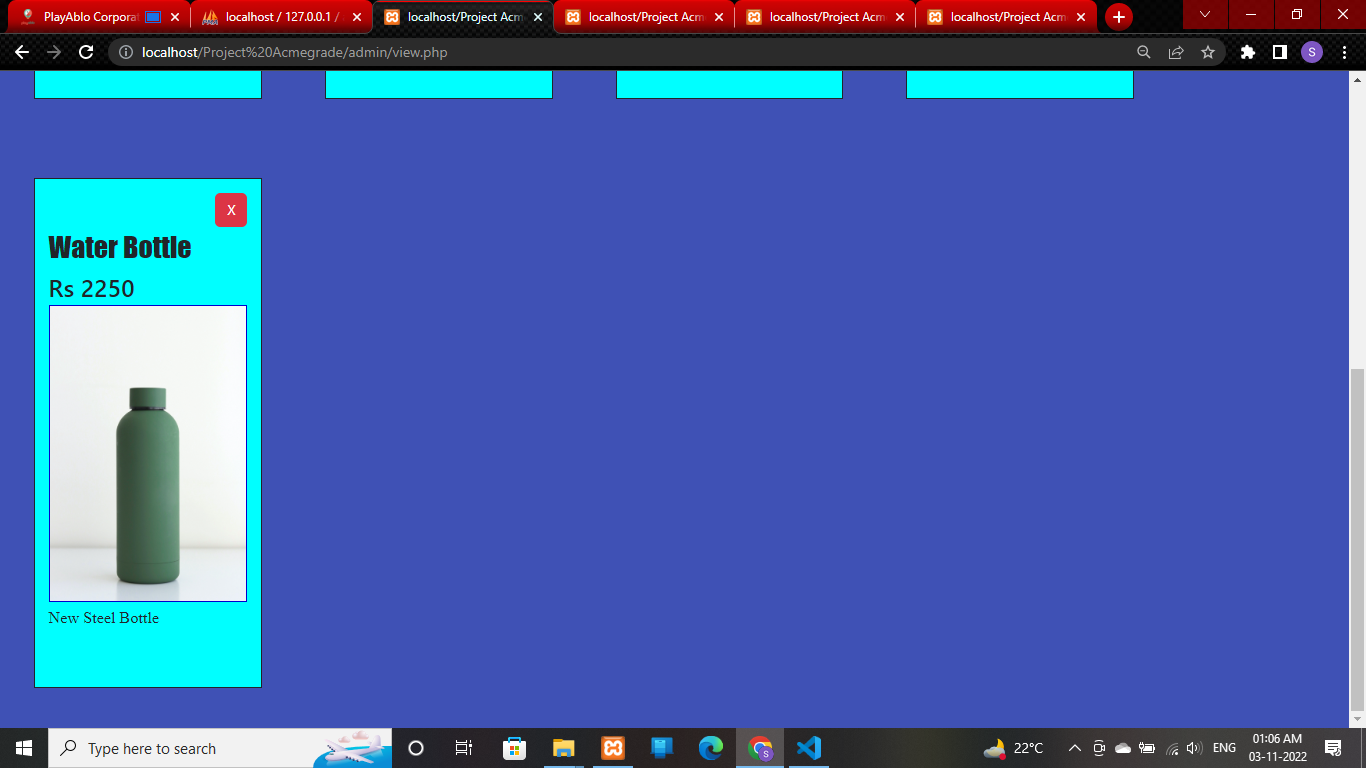 PlayAblo Corporat
localhost / 127.0.0.1 /
localhost/Project Acm
localhost/Project Acm
localhost/Project Acm
localhost/Project Acm
localhost/Project%20Acmegrade/admin/view.php
S
X
Water Bottle
Rs 2250
New Steel Bottle
Type here to search
S
22°C
ENG
01:06 AM
03-11-2022